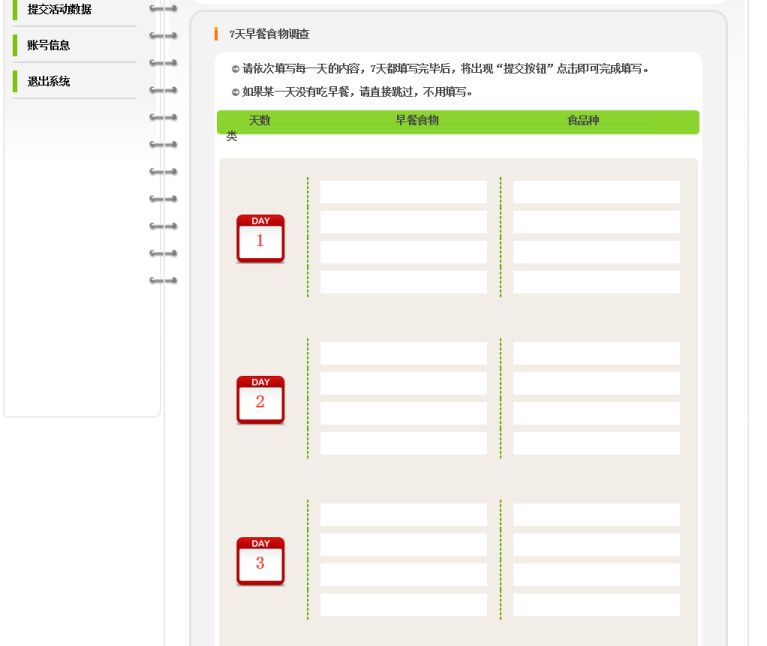 提交活动数据
账号信息
退出系统
7天早餐食物调查
请依次填写每一天的内容，7天都填写完毕后，将出现“提交按钮”点击即可完成填写。
如果某一天没有吃早餐，请直接跳过，不用填写。
天数 早餐食物 食品种
类
DAY
1
DAY
2
DAY
3